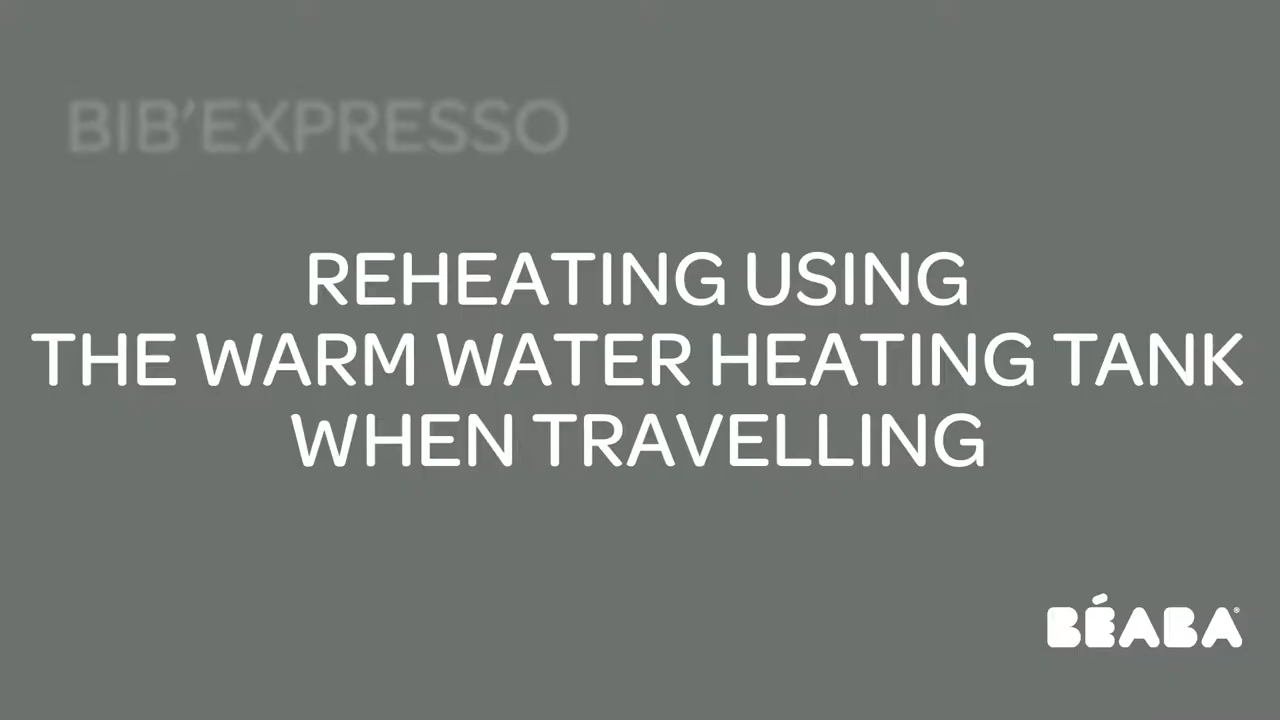 BIB'EXPRESSO
REHEATING USING
THE WARM WATER HEATING TANK
WHEN TRAVELLING
BÉABA®